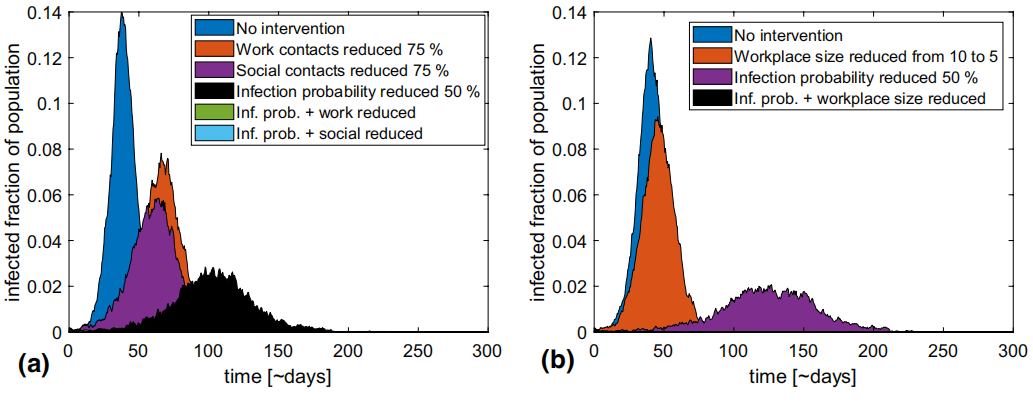 0.14
0.12
0.1
0.08
0.06
0.04
0.02
0
infected fraction of population
No intervention
Work contacts reduced 75 %
Social contacts reduced 75 %
Infection probability reduced 50 %
Inf. prob. + work reduced
Inf. prob. + social reduced
0 50 100 150 200 250 300
time [~days]
(a)
0.14
0.12
0.1
0.08
0.06
0.04
0.02
0
infected fraction of population
No intervention
Workplace size reduced from 10 to 5
Infection probability reduced 50 %
Inf. prob. + workplace size reduced
0 50 100 150 200 250 300
time [~days]
(b)